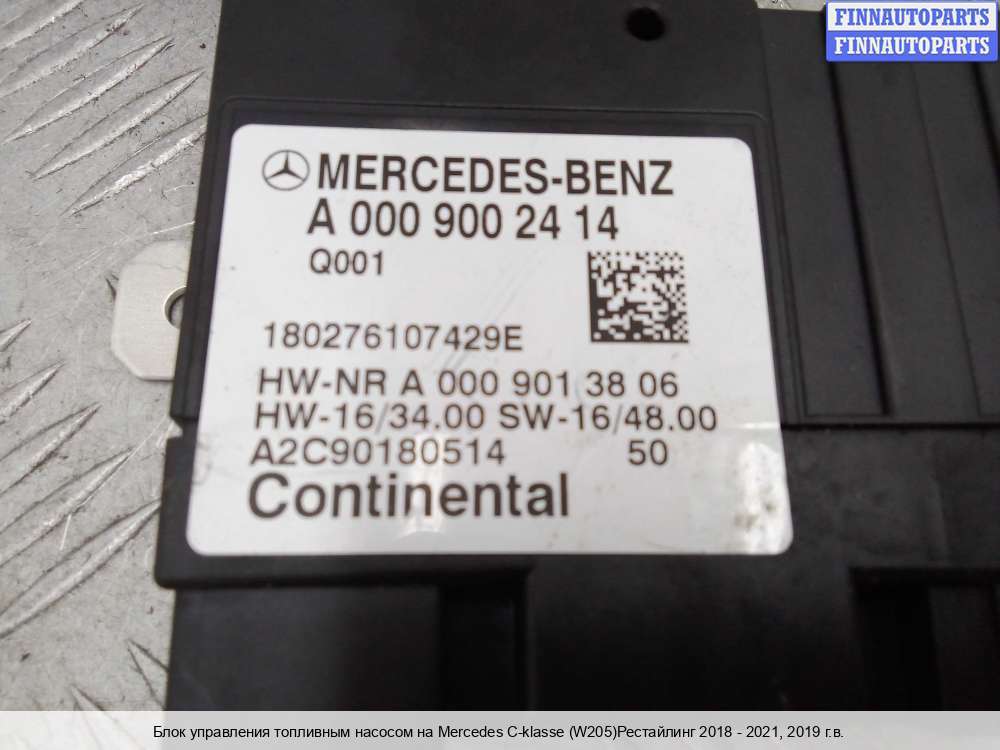 FINNAUTOPARTS
FINNAUTOPARTS
MERCEDES-BENZ
A 000 900 24 14
Q001
180276107429E
HW-NR A 000 901 38 06
HW-16/34.00 SW-16/48.00
A2C90180514 50
Continental
Блок управления топливным насосом на Mercedes C-klasse (W205)Рестайлинг 2018 - 2021, 2019 г.в.